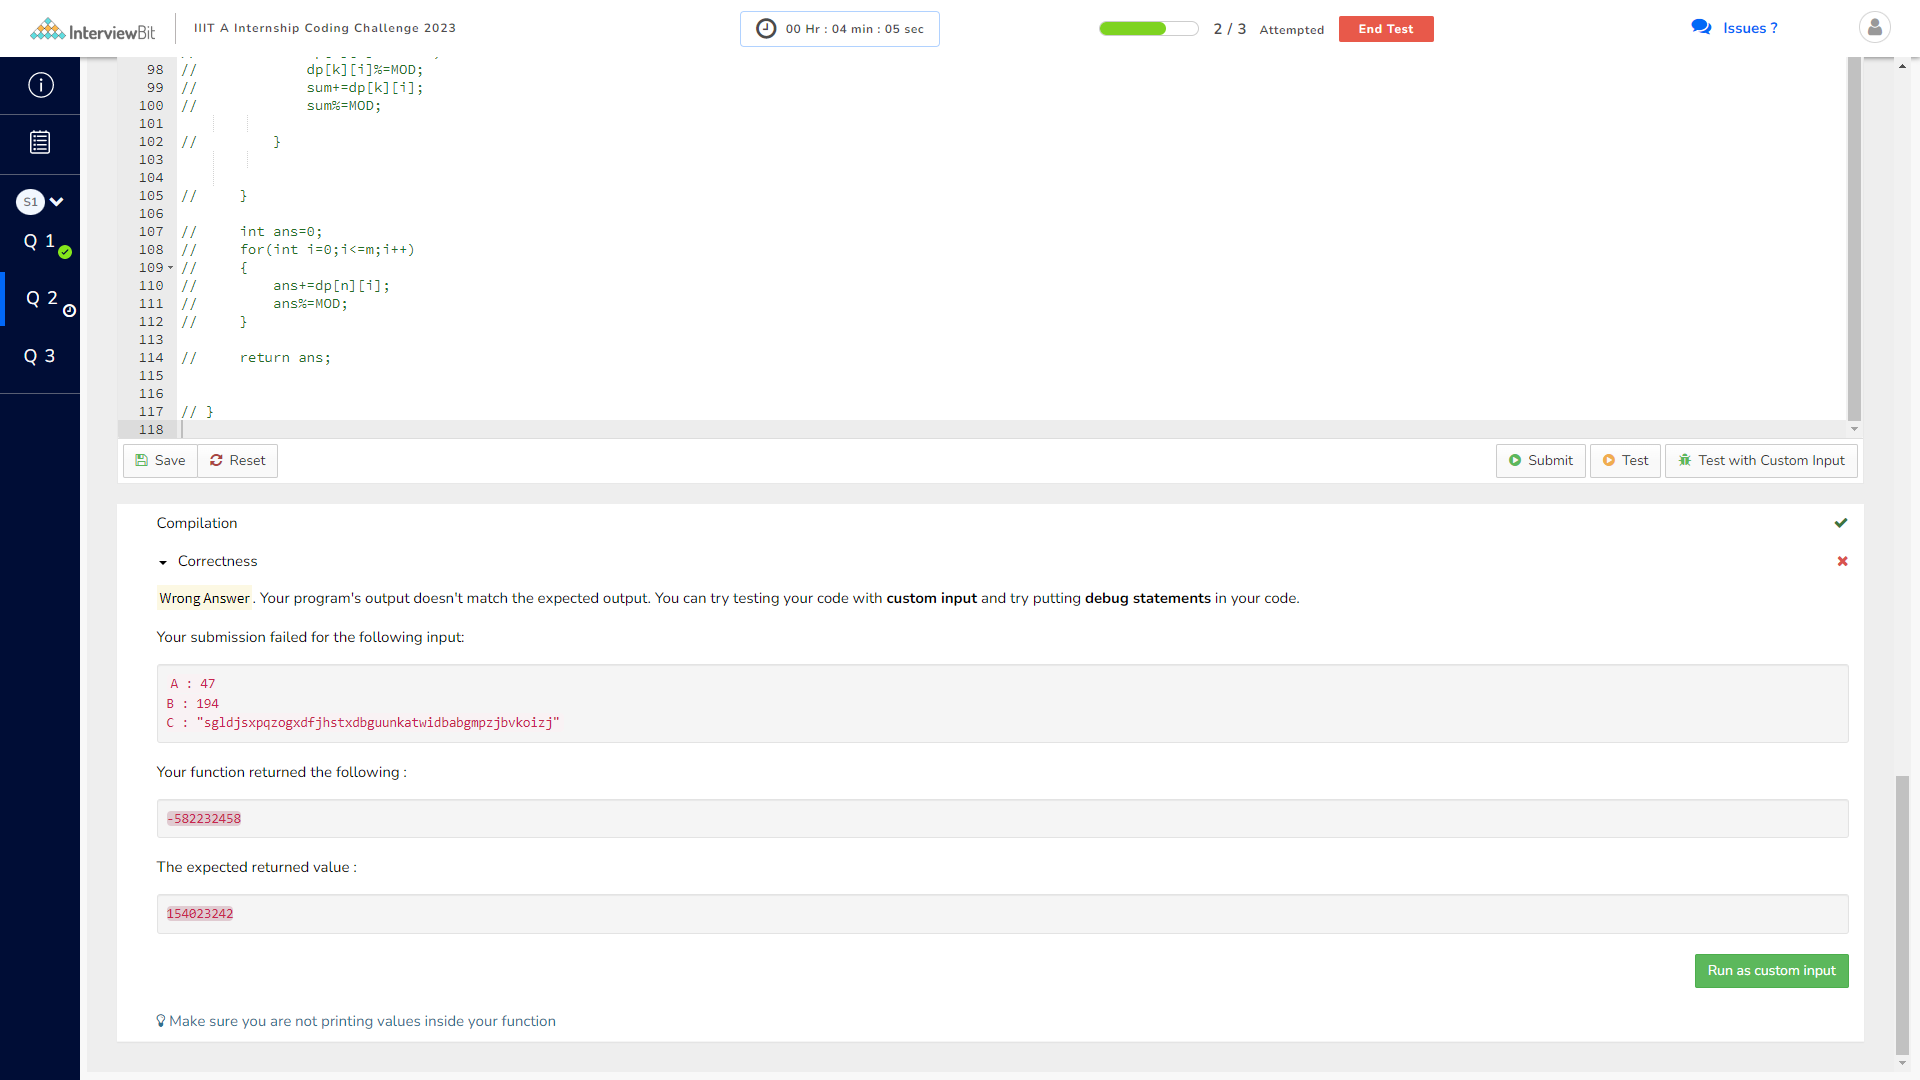 InterviewBit
IIIT A Internship Coding Challenge 2023
00 Hr : 04 min : 05 sec
2 / 3 Attempted
End Test
Issues ?
S1
Q 1
Q 2
Q 3
98 // dp[k][i]%=MOD;
99 // sum+=dp[k][i];
100 // sum%=MOD;
101
102 // }
103
104
105 // }
106
107 // int ans=0;
108 // for(int i=0;i<=m;i++)
109 // {
110 // ans+=dp[n][i];
111 // ans%=MOD;
112 // }
113
114 // return ans;
115
116
117 // }
118
Save
Reset
Submit
Test
Test with Custom Input
Compilation
Correctness
Wrong Answer. Your program's output doesn't match the expected output. You can try testing your code with custom input and try putting debug statements in your code.
Your submission failed for the following input:
A : 47
B : 194
C : "sgldjsxpqzogxdfjhstxdbguunkatwidbabgmpzjbvkoizj"
Your function returned the following :
-582232458
The expected returned value :
154023242
Run as custom input
Make sure you are not printing values inside your function